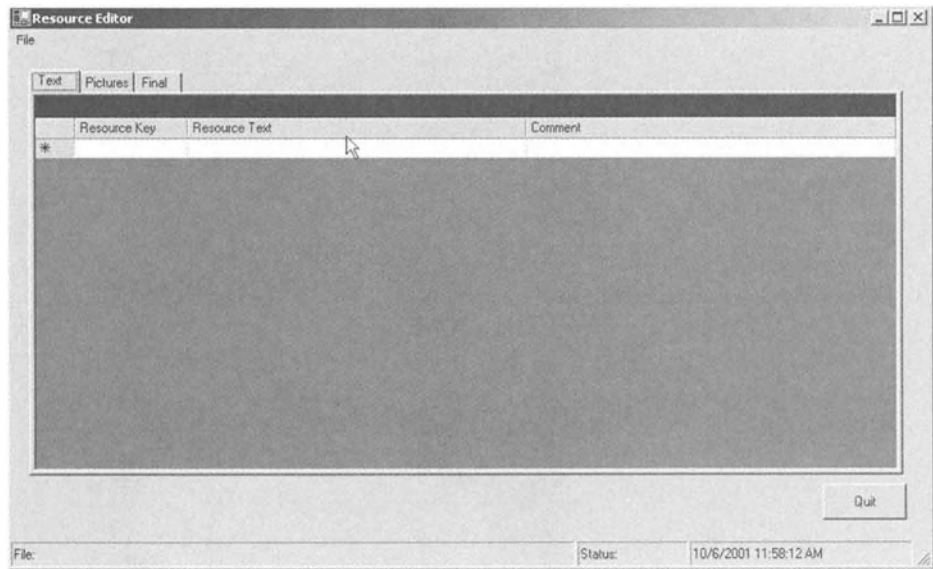 Resource Editor
File
Text Pictures Final
Resource Key Resource Text Comment
*
Quit
File: Status: 10/6/2001 11:58:12 AM